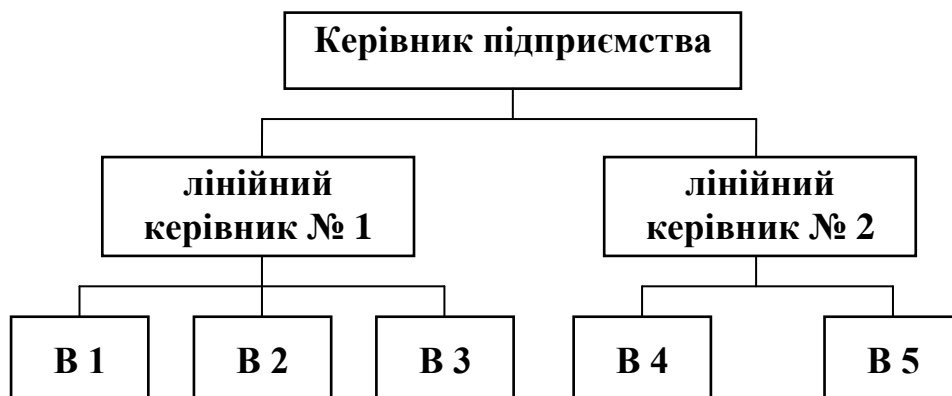 Керівник підприємства
лінійний
керівник № 1
лінійний
керівник № 2
В 1
В 2
В 3
В 4
В 5